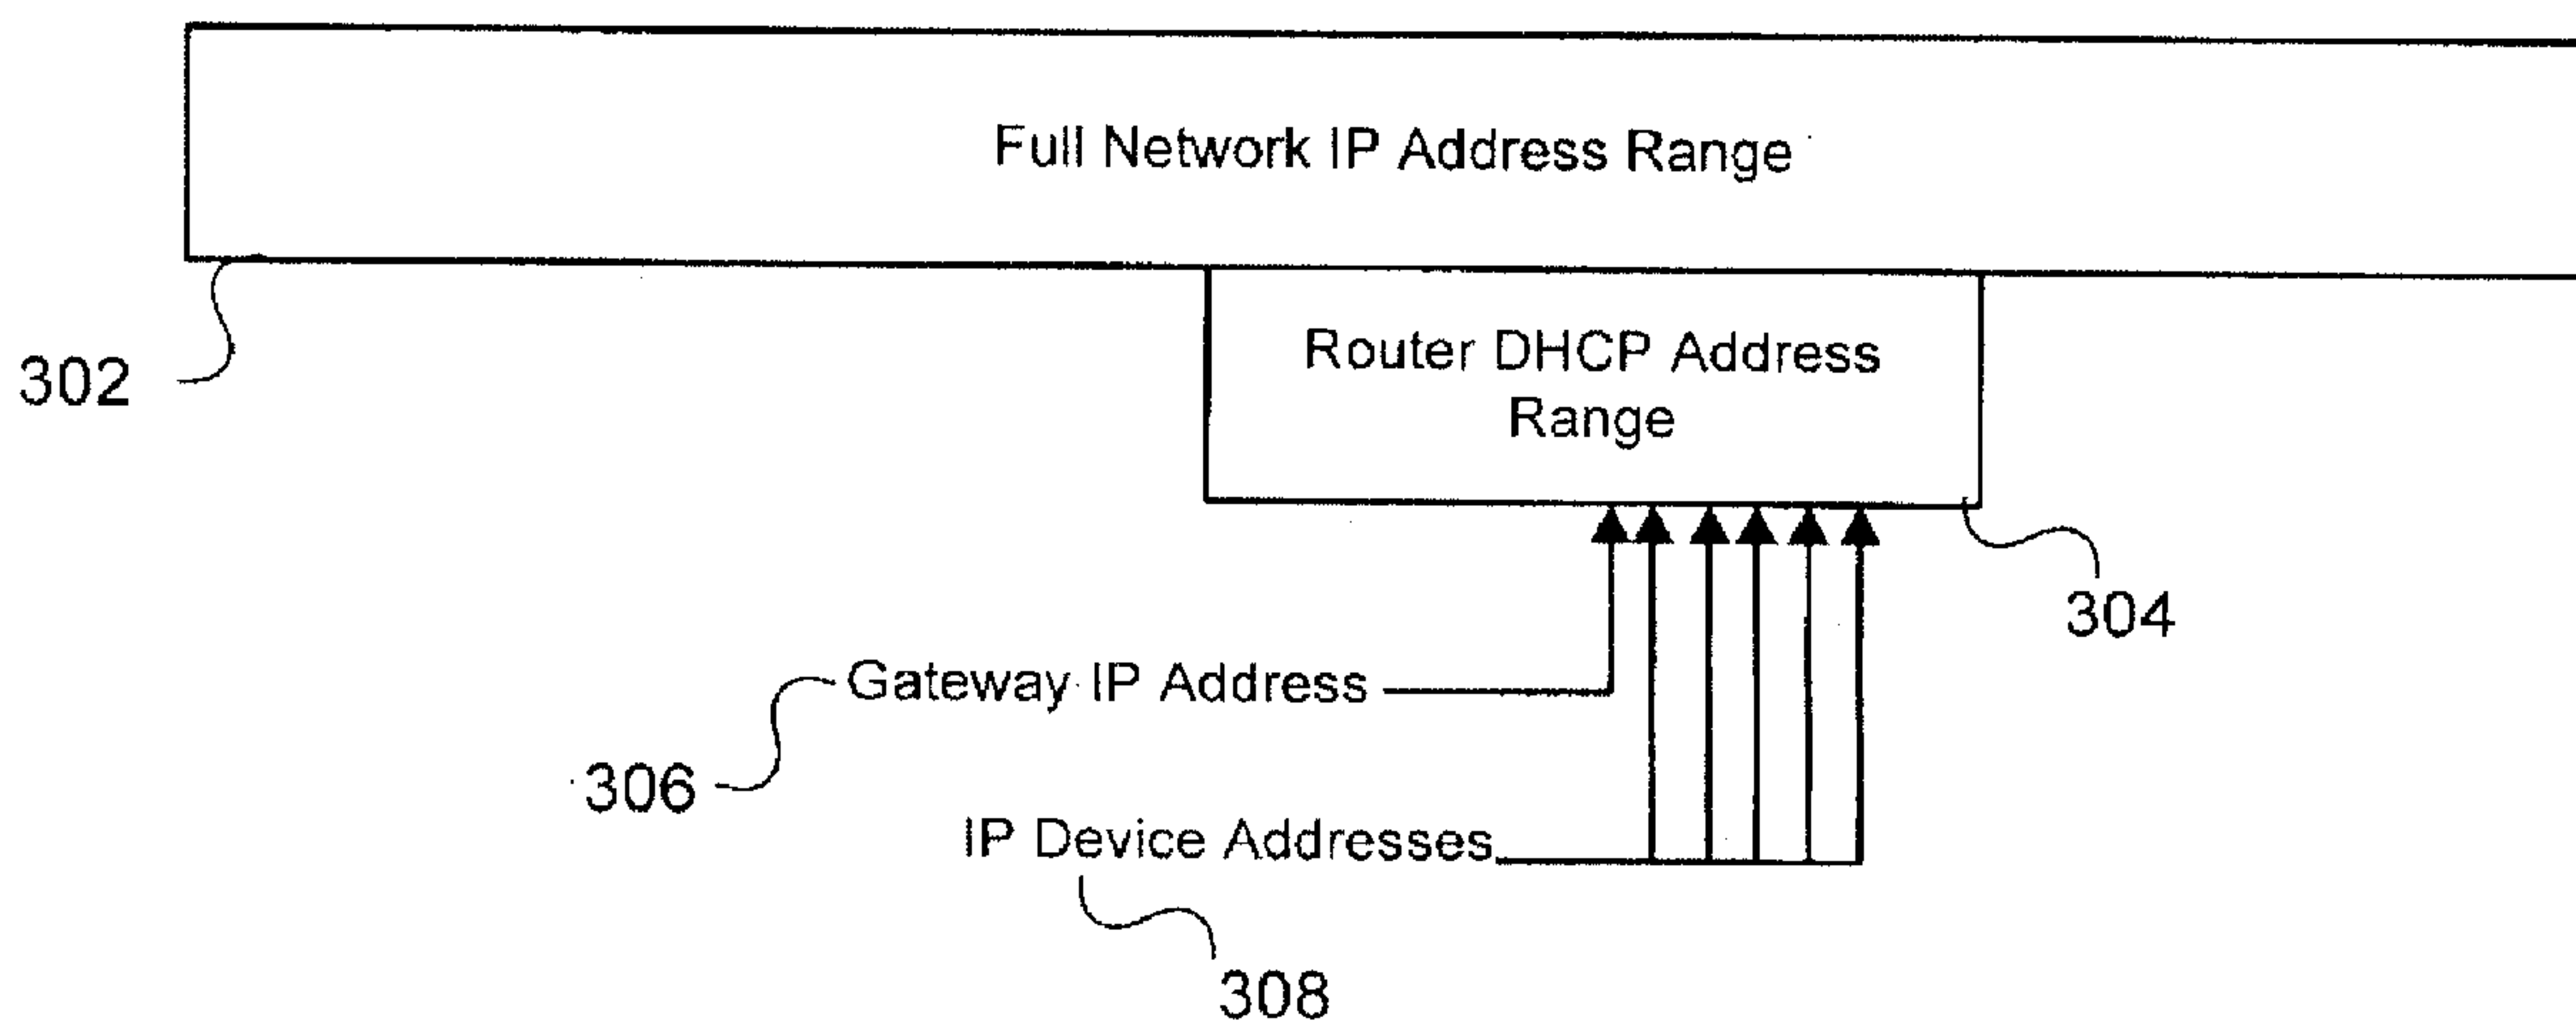 Full Network IP Address Range
Router DHCP Address
Range
302
304
Gateway IP Address
306
IP Device Addresses
308